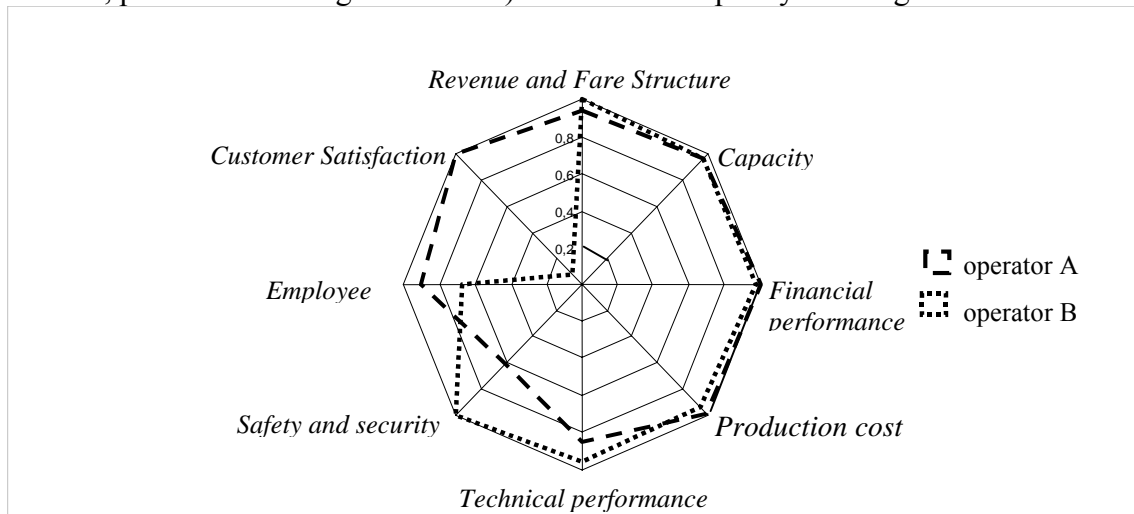 Revenue and Fare Structure
Customer Satisfaction
Capacity
0,8
0,6
0,4
0,2
Employee
Financial
performance
operator A
operator B
Safety and security
Production cost
Technical performance